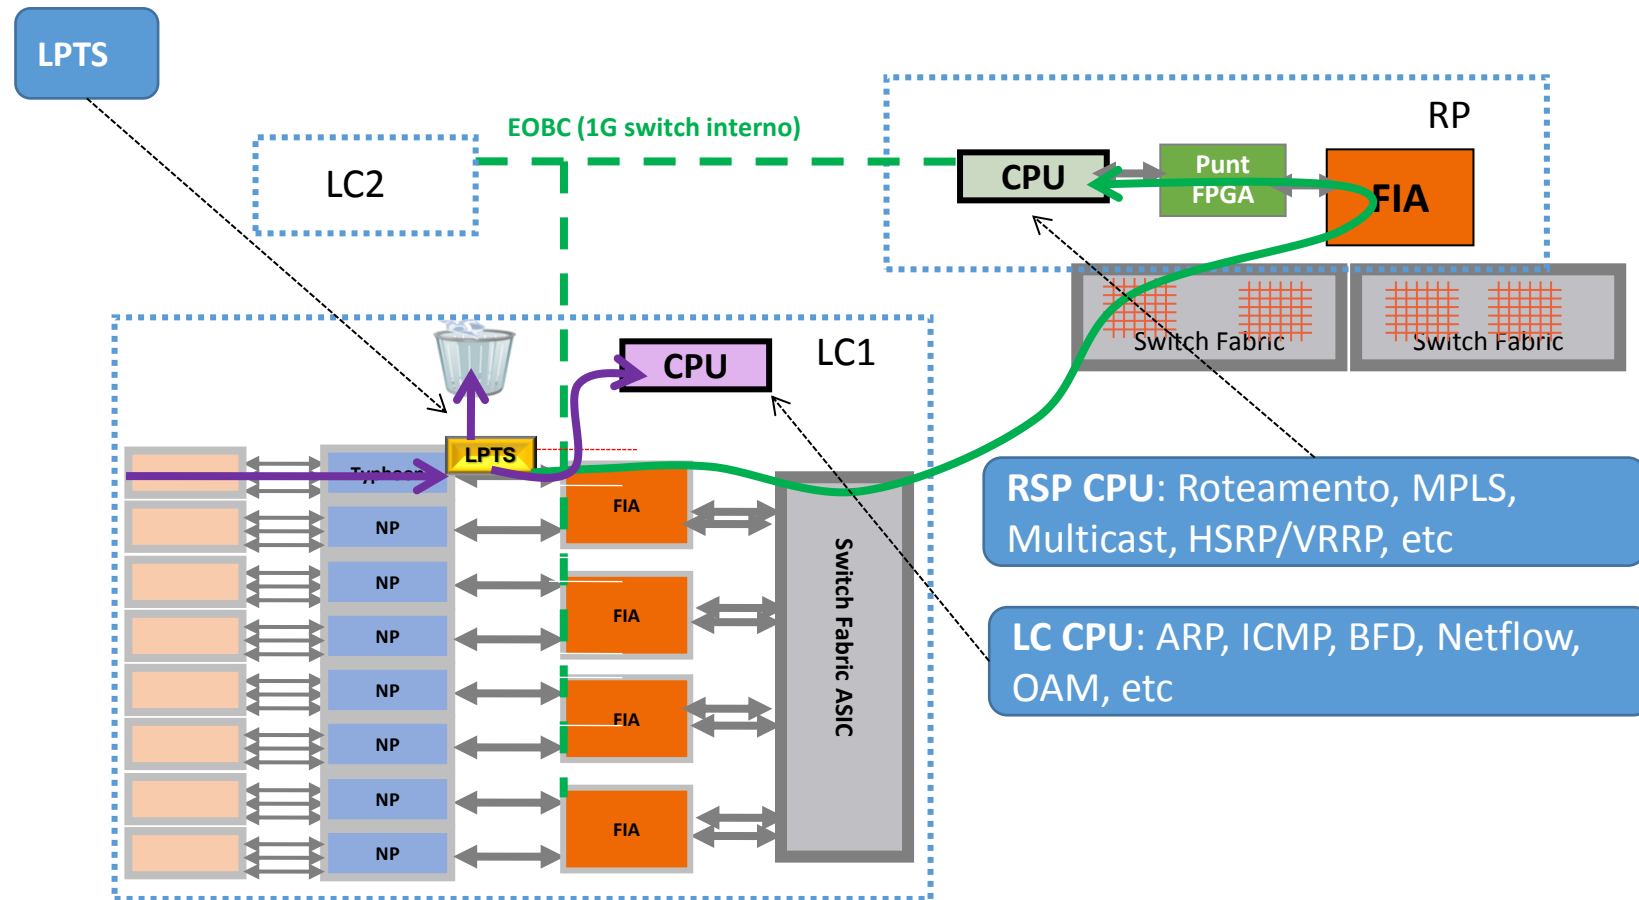 LPTS
EOBC (1G switch interno)
RP
LC2
CPU
Punt
FPGA
FIA
Switch Fabric
Switch Fabric
LC1
CPU
LPTS
Typhoon
NP
NP
NP
NP
NP
NP
NP
FIA
FIA
FIA
FIA
Switch Fabric ASIC
RSP CPU: Roteamento, MPLS,
Multicast, HSRP/VRRP, etc
LC CPU: ARP, ICMP, BFD, Netflow,
OAM, etc